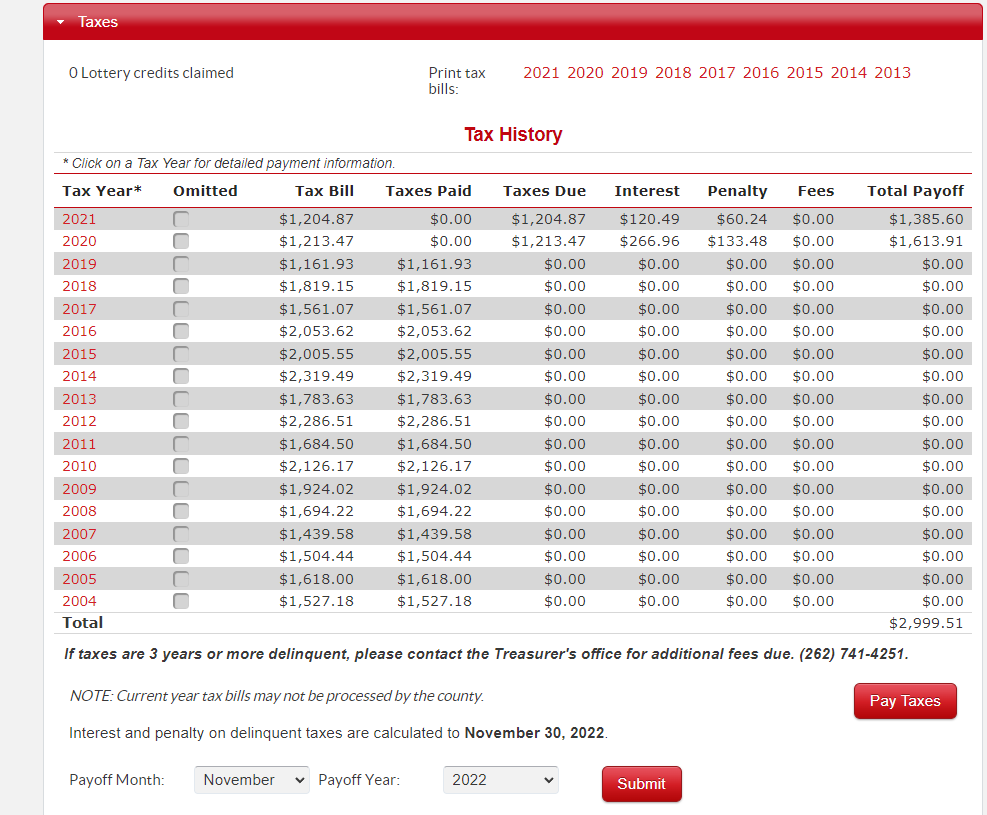 Taxes
0 Lottery credits claimed
Print tax bills:
2021 2020 2019 2018 2017 2016 2015 2014 2013
Tax History
* Click on a Tax Year for detailed payment information.
Tax Year* Omitted Tax Bill Taxes Paid Taxes Due Interest Penalty Fees Total Payoff
2021 $1,204.87 $0.00 $1,204.87 $120.49 $60.24 $0.00 $1,385.60
2020 $1,213.47 $0.00 $1,213.47 $266.96 $133.48 $0.00 $1,613.91
2019 $1,161.93 $1,161.93 $0.00 $0.00 $0.00 $0.00 $0.00
2018 $1,819.15 $1,819.15 $0.00 $0.00 $0.00 $0.00 $0.00
2017 $1,561.07 $1,561.07 $0.00 $0.00 $0.00 $0.00 $0.00
2016 $2,053.62 $2,053.62 $0.00 $0.00 $0.00 $0.00 $0.00
2015 $2,005.55 $2,005.55 $0.00 $0.00 $0.00 $0.00 $0.00
2014 $2,319.49 $2,319.49 $0.00 $0.00 $0.00 $0.00 $0.00
2013 $1,783.63 $1,783.63 $0.00 $0.00 $0.00 $0.00 $0.00
2012 $2,286.51 $2,286.51 $0.00 $0.00 $0.00 $0.00 $0.00
2011 $1,684.50 $1,684.50 $0.00 $0.00 $0.00 $0.00 $0.00
2010 $2,126.17 $2,126.17 $0.00 $0.00 $0.00 $0.00 $0.00
2009 $1,924.02 $1,924.02 $0.00 $0.00 $0.00 $0.00 $0.00
2008 $1,694.22 $1,694.22 $0.00 $0.00 $0.00 $0.00 $0.00
2007 $1,439.58 $1,439.58 $0.00 $0.00 $0.00 $0.00 $0.00
2006 $1,504.44 $1,504.44 $0.00 $0.00 $0.00 $0.00 $0.00
2005 $1,618.00 $1,618.00 $0.00 $0.00 $0.00 $0.00 $0.00
2004 $1,527.18 $1,527.18 $0.00 $0.00 $0.00 $0.00 $0.00
Total $2,999.51
If taxes are 3 years or more delinquent, please contact the Treasurer's office for additional fees due. (262) 741-4251.
NOTE: Current year tax bills may not be processed by the county.
Pay Taxes
Interest and penalty on delinquent taxes are calculated to November 30, 2022.
Payoff Month: November Payoff Year: 2022 Submit